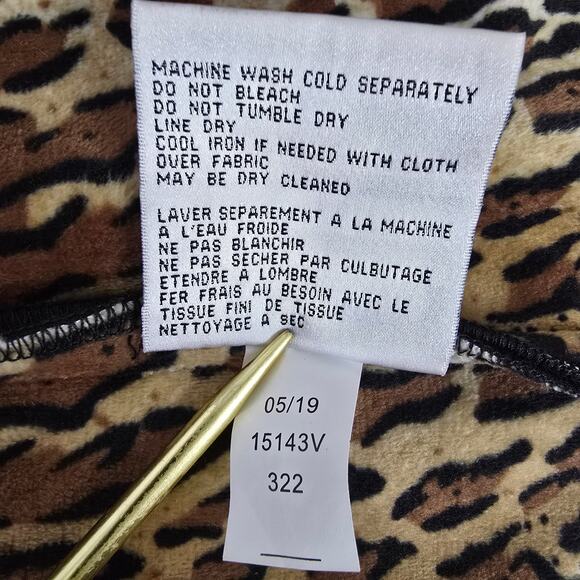 MACHINE WASH COLD SEPARATELY
DO NOT BLEACH
DO NOT TUMBLE DRY
LINE DRY
COOL IRON IF NEEDED WITH CLOTH
OVER FABRIC
MAY BE DRY CLEANED
LAVER SEPAREMENT A LA MACHINE
A L'EAU FROIDE
NE PAS BLANCHIR
NE PAS SECHER PAR CULBUTAGE
ETENDRE A LOMBRE
FER FRAIS AU BESOIN AVEC LE
TISSUE FINI DE TISSUE
NETTOYAGE A SEC
05/19
15143V
322